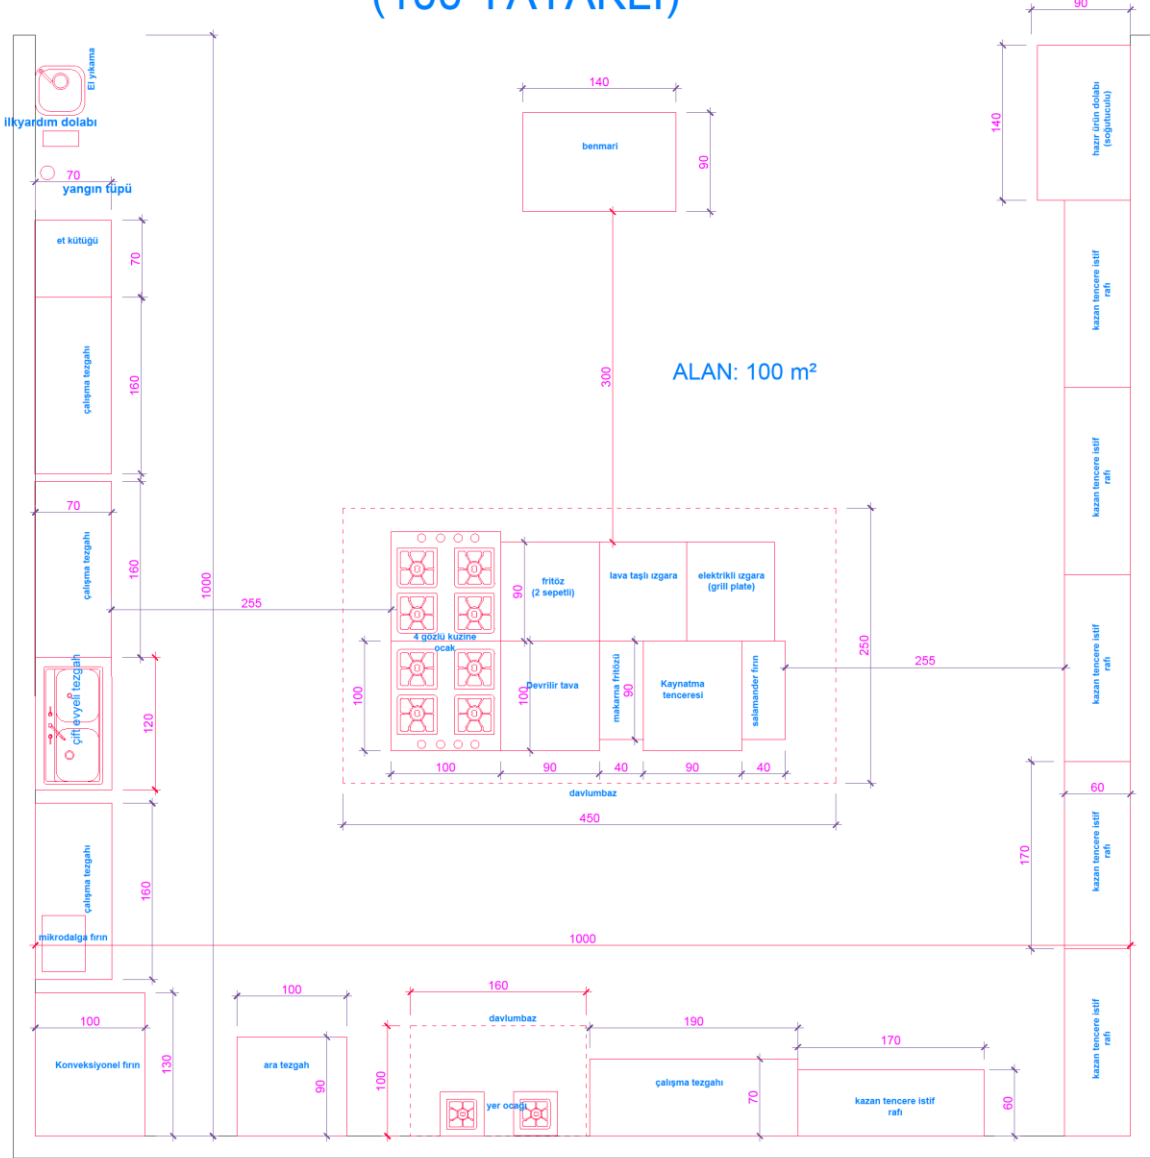 (100 YATAKLI)
90
El yıkama
ilkyardım dolabı
70
yangın tüpü
140
benmari
90
140
hazır ürün dolabı
(soğutuculu)
et kütüğü
70
kazan tencere istif
rafı
300
ALAN: 100 m²
çalışma tezgahı
160
kazan tencere istif
rafı
70
çalışma tezgahı
160
1000
255
fritöz
(2 sepetli)
90
lava taşlı ızgara
elektrikli ızgara
(grill plate)
4 gözlü kuzine
ocak
250
255
kazan tencere istif
rafı
çift evyeli tezgah
120
100
Devrilir tava
100
makarna fritözü
90
Kaynatma
tenceresi
salamander fırın
100
90
40
90
40
davlumbaz
450
60
170
kazan tencere istif
rafı
çalışma tezgahı
160
mikrodalga fırın
1000
100
130
Konveksiyonel fırın
100
ara tezgah
90
160
davlumbaz
100
yer ocağı
190
çalışma tezgahı
70
170
kazan tencere istif
rafı
60
kazan tencere istif
rafı